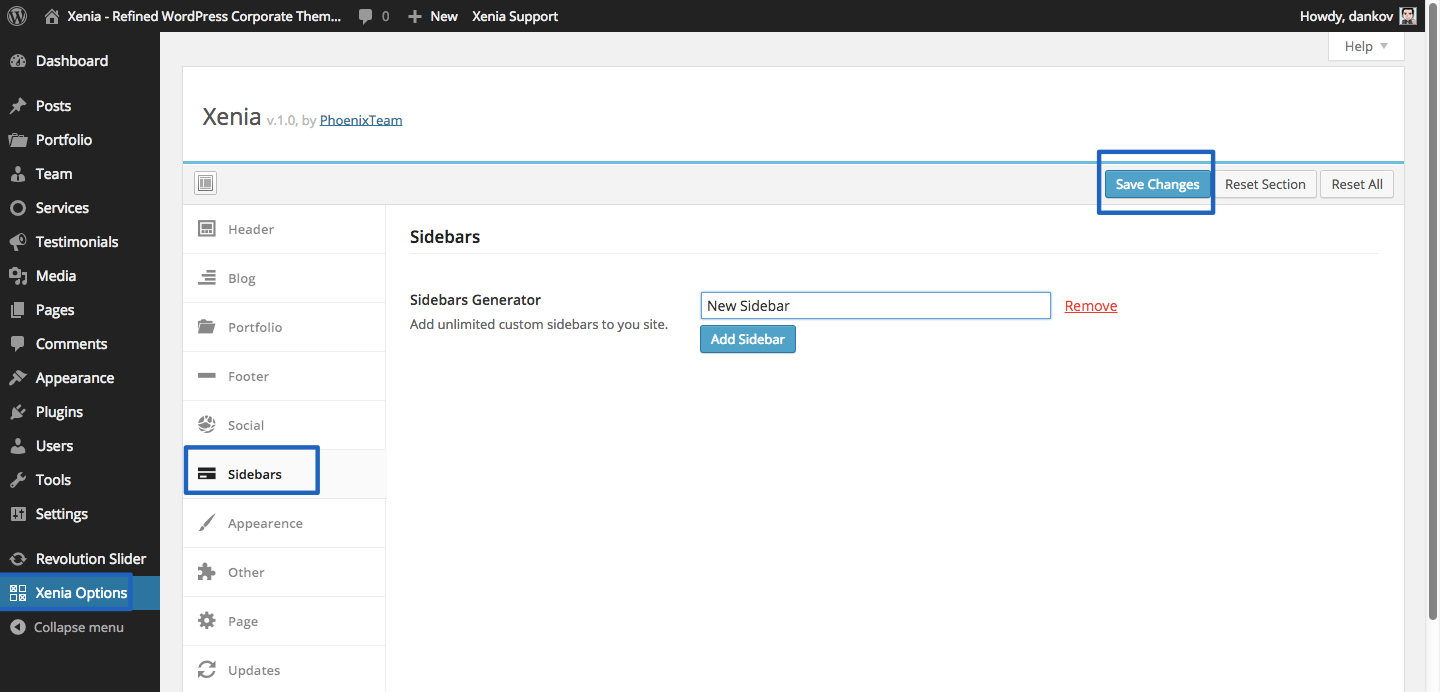 Xenia - Refined WordPress Corporate Them... 0 New Xenia Support Howdy, dankov
Help
Dashboard
Posts
Portfolio
Team
Services
Testimonials
Media
Pages
Comments
Appearance
Plugins
Users
Tools
Settings
Revolution Slider
Xenia Options
Collapse menu
Xenia v.1.0, by PhoenixTeam
Save Changes Reset Section Reset All
Header
Blog
Portfolio
Footer
Social
Sidebars
Appearence
Other
Page
Updates
Sidebars
Sidebars Generator
Add unlimited custom sidebars to you site.
New Sidebar Remove
Add Sidebar